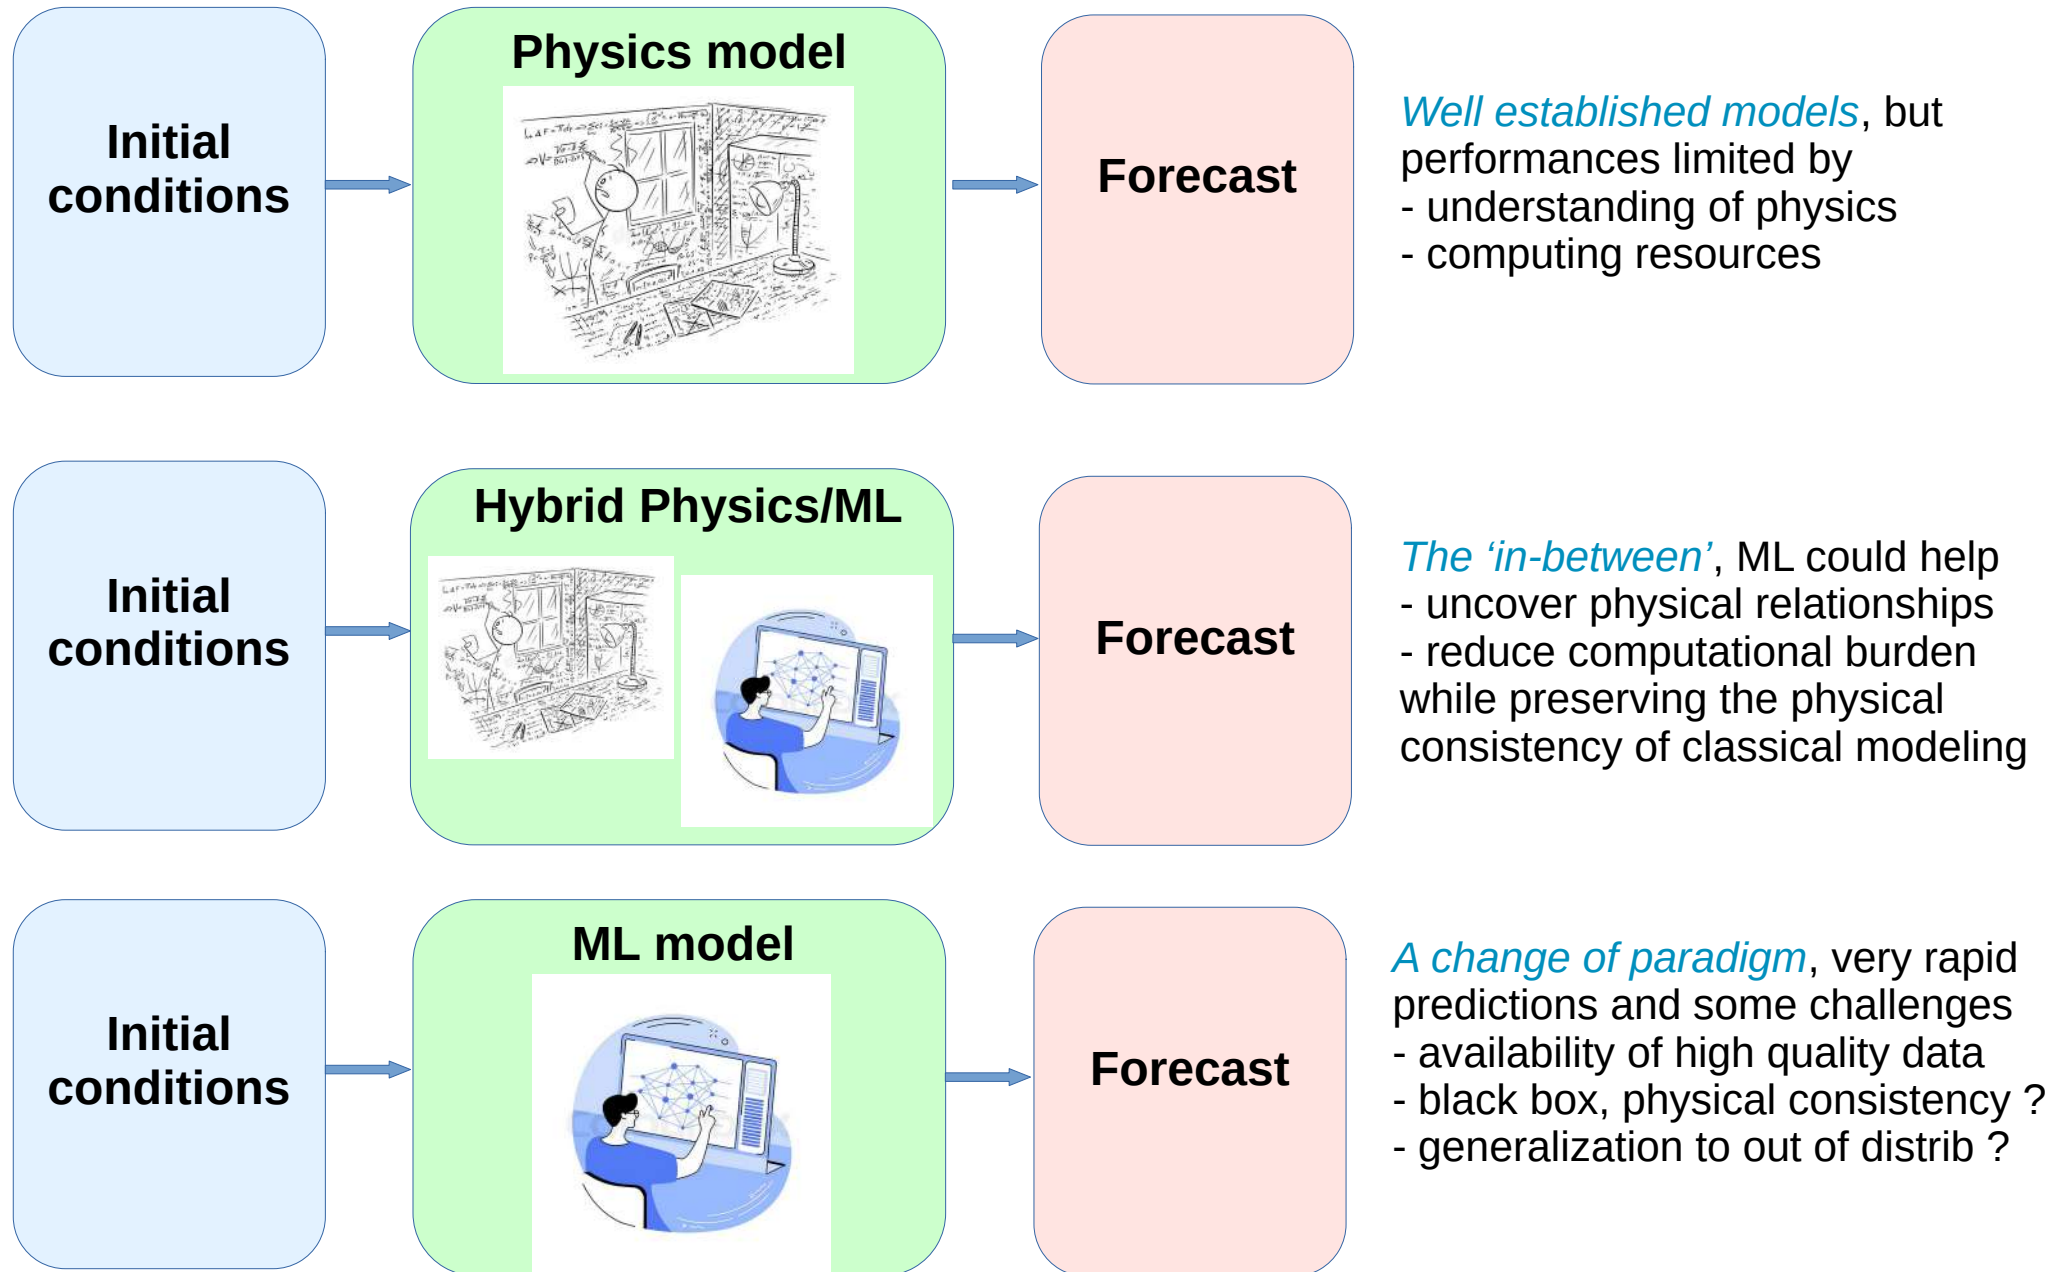 Physics model
Initial
conditions
Forecast
Well established models, but
performances limited by
- understanding of physics
- computing resources
Hybrid Physics/ML
Initial
conditions
Forecast
The ‘in-between’, ML could help
- uncover physical relationships
- reduce computational burden
while preserving the physical
consistency of classical modeling
ML model
Initial
conditions
Forecast
A change of paradigm, very rapid
predictions and some challenges
- availability of high quality data
- black box, physical consistency ?
- generalization to out of distrib ?